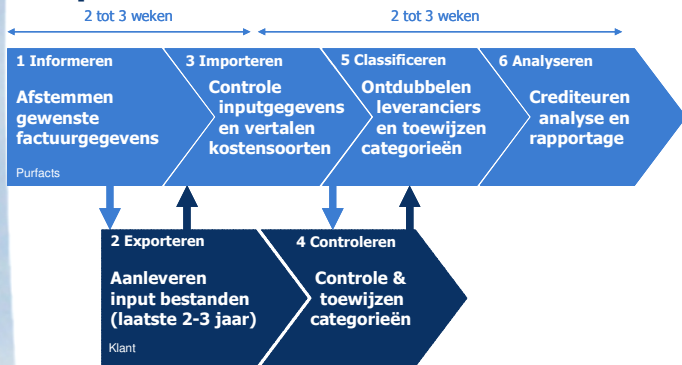 2 tot 3 weken
2 tot 3 weken
1 Informeren
Afstemmen
gewenste
factuurgegevens
Purfacts
3 Importeren
Controle
inputgegevens
en vertalen
kostensoorten
5 Classificeren
Ontdubbelen
leveranciers
en toewijzen
categorieën
6 Analyseren
Crediteuren
analyse en
rapportage
2 Exporteren
Aanleveren
input bestanden
(laatste 2-3 jaar)
Klant
4 Controleren
Controle &
toewijzen
categorieën